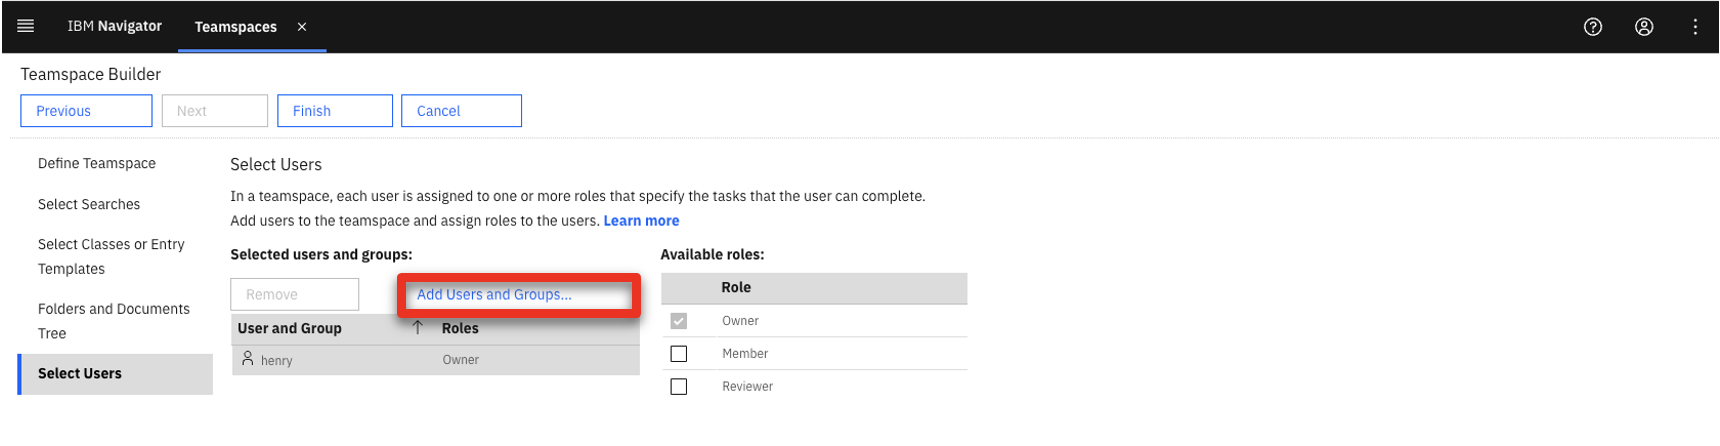 IBM Navigator
Teamspaces
Teamspace Builder
Previous
Next
Finish
Cancel
Define Teamspace
Select Searches
Select Classes or Entry
Templates
Folders and Documents
Tree
Select Users
Select Users
In a teamspace, each user is assigned to one or more roles that specify the tasks that the user can complete.
Add users to the teamspace and assign roles to the users. Learn more
Selected users and groups:
Remove
Add Users and Groups...
User and Group
Roles
henry
Owner
Available roles:
Role
Owner
Member
Reviewer